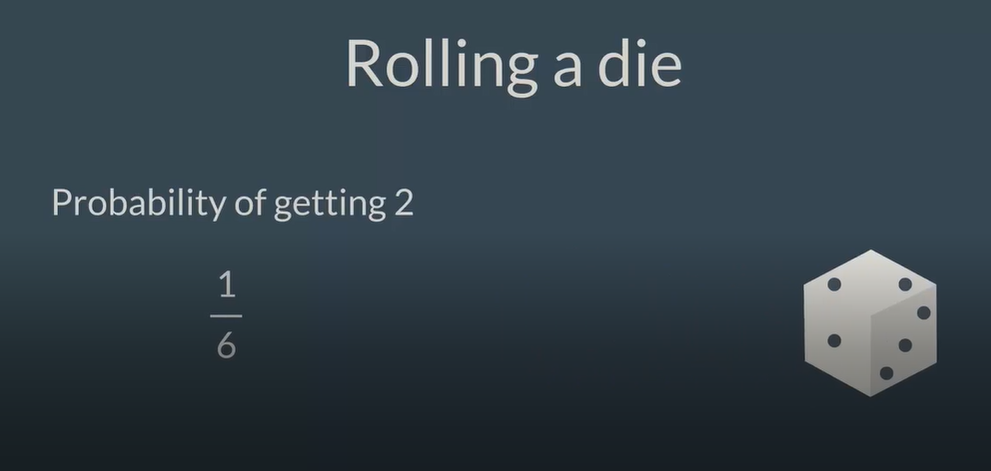 Rolling a die
Probability of getting 2
1
6